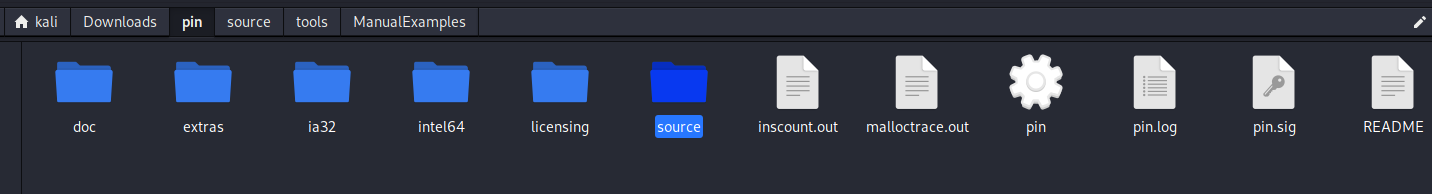 kali Downloads pin source tools ManualExamples
doc extras ia32 intel64 licensing source inscount.out malloctrace.out pin pin.log pin.sig README